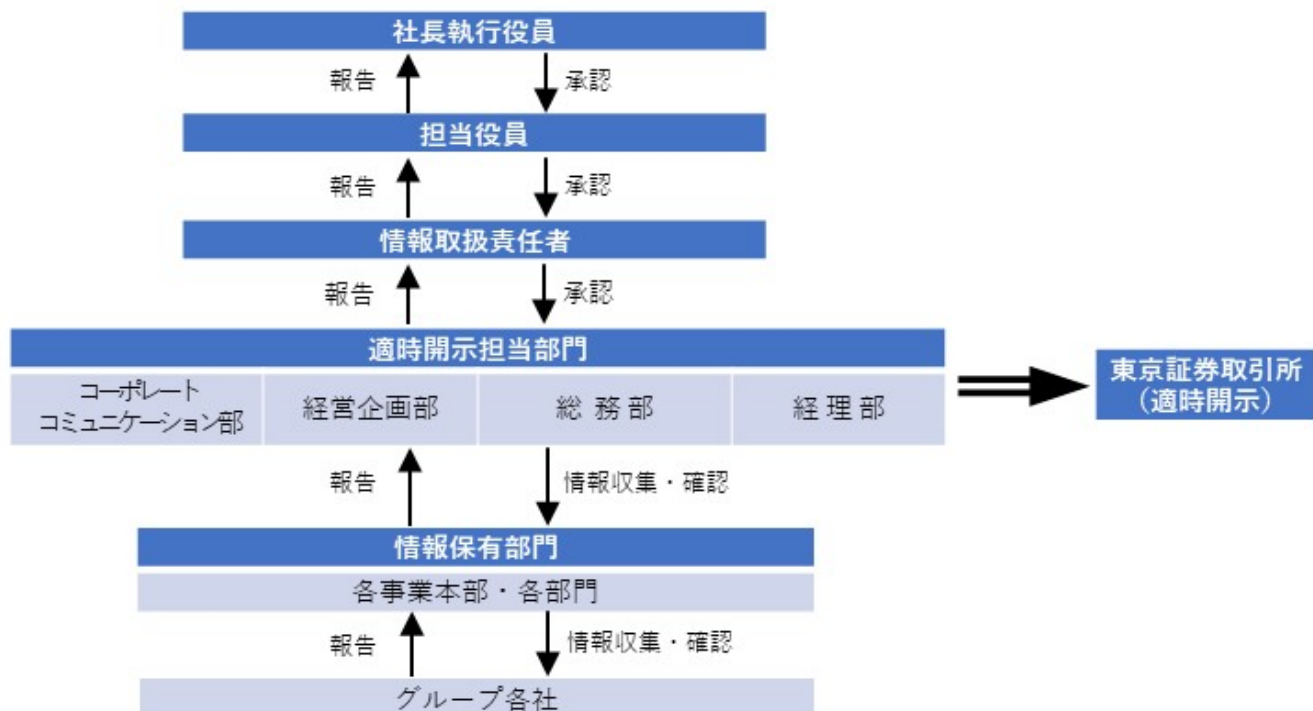 社長執行役員
報告
承認
担当役員
報告
承認
情報取扱責任者
報告
承認
適時開示担当部門
コーポレート
コミュニケーション部
経営企画部
総務部
経理部
東京証券取引所
（適時開示）
報告
情報収集・確認
情報保有部門
各事業本部・各部門
報告
情報収集・確認
グループ各社